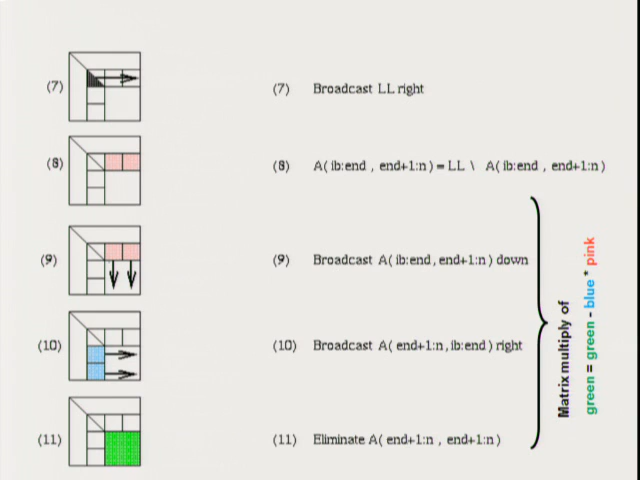 (7) (7) Broadcast LL right
(8) (8) A( ib:end , end+1:n ) = LL \ A( ib:end , end+1:n )
(9) (9) Broadcast A( ib:end , end+1:n ) down
(10) (10) Broadcast A( end+1:n , ib:end ) right
(11) (11) Eliminate A( end+1:n , end+1:n )
Matrix multiply of
green = green - blue * pink